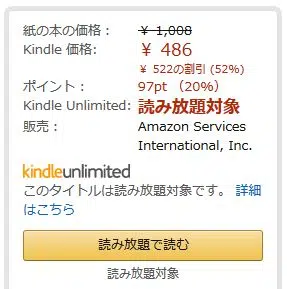 紙の本の価格： ￥ 1,008
Kindle 価格: ￥ 486
￥ 522の割引 (52%)
ポイント： 97pt （20%）
Kindle Unlimited: 読み放題対象
販売： Amazon Services
International, Inc.
kindleunlimited
このタイトルは読み放題対象です。 詳細
はこちら
読み放題で読む
読み放題対象